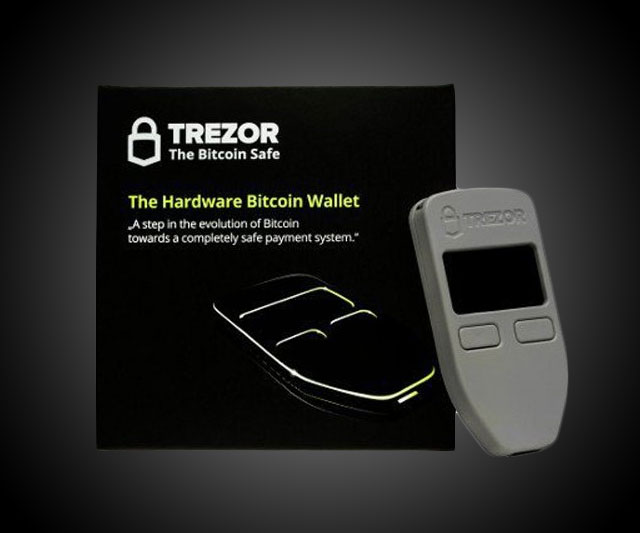 TREZOR
The Bitcoin Safe
The Hardware Bitcoin Wallet
„A step in the evolution of Bitcoin
towards a completely safe payment system.“
TREZOR